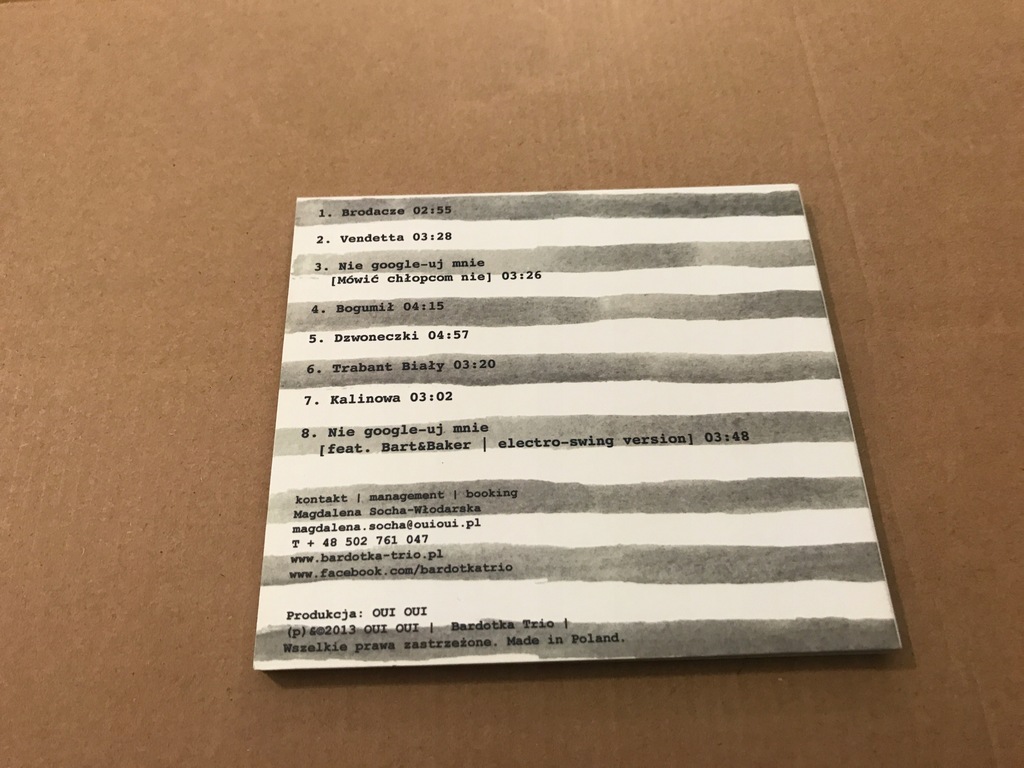 1. Brodacze 02:55
2. Vendetta 03:28
3. Nie google-uj mnie
[Mówić chłopcom nie] 03:26
4. Bogumił 04:15
5. Dzwoneczki 04:57
6. Trabant Biały 03:20
7. Kalinowa 03:02
8. Nie google-uj mnie
[feat. Bart&Baker | electro-swing version] 03:48
kontakt | management | booking
Magdalena Socha-Włodarska
magdalena.socha@ouioui.pl
T + 48 502 761 047
www.bardotka-trio.pl
www.facebook.com/bardotkatrio
Produkcja: OUI OUI
(p)&©2013 OUI OUI | Bardotka Trio |
Wszelkie prawa zastrzeżone. Made in Poland.